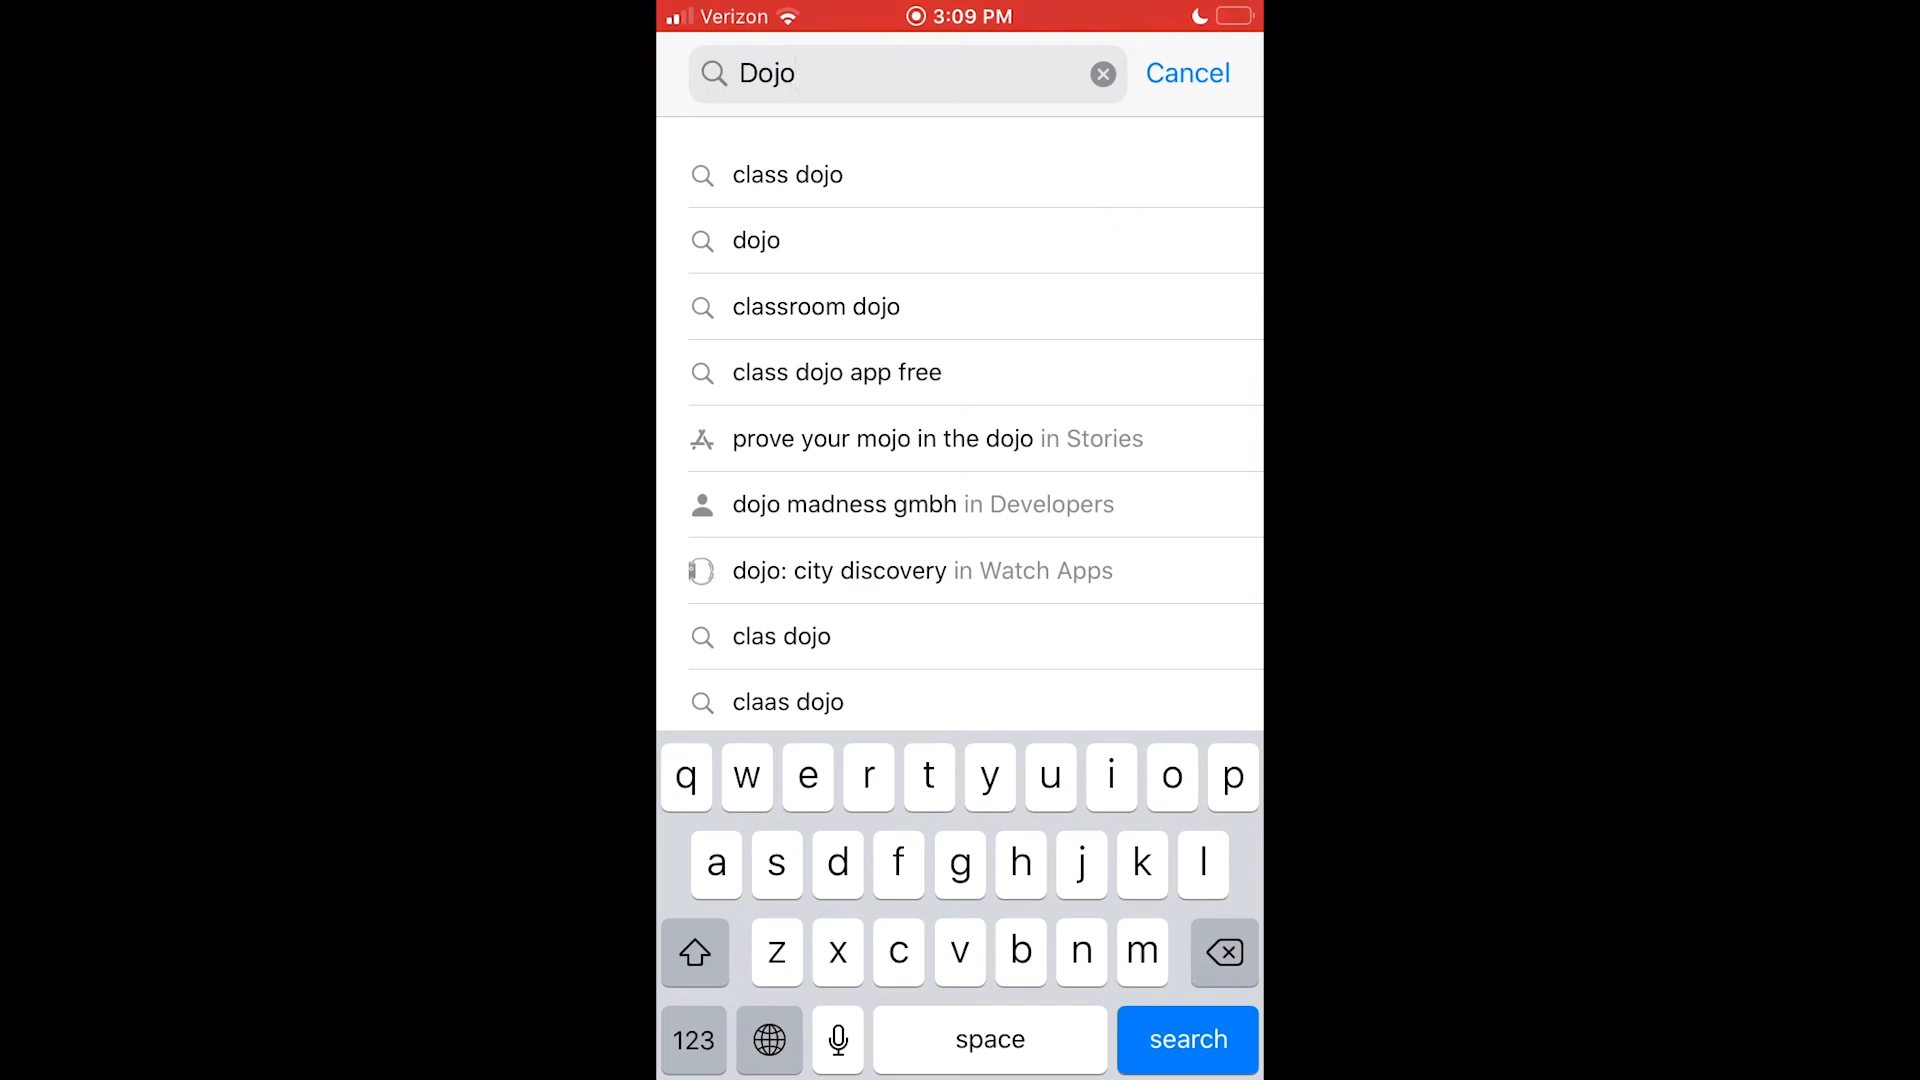 Verizon 3:09 PM
Dojo Cancel
class dojo
dojo
classroom dojo
class dojo app free
prove your mojo in the dojo in Stories
dojo madness gmbh in Developers
dojo: city discovery in Watch Apps
clas dojo
claas dojo
q w e r t y u i o p
a s d f g h j k l
z x c v b n m
123 space search